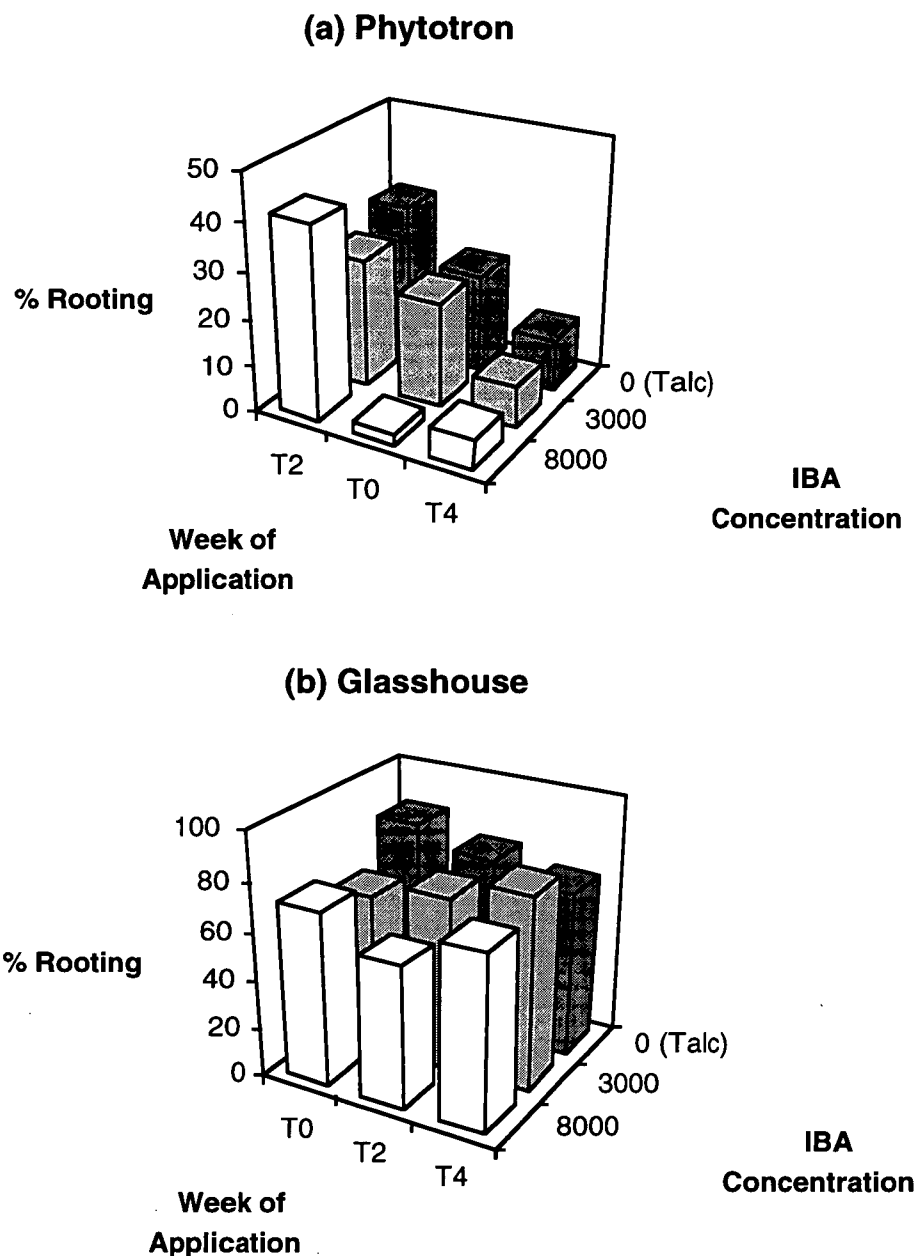 (a) Phytotron
50
40
30
% Rooting
20
10
0
0 (Talc)
3000
8000
T2
T0
T4
IBA
Concentration
Week of
Application
(b) Glasshouse
100
80
60
% Rooting
40
20
0
0 (Talc)
3000
8000
T0
T2
T4
IBA
Concentration
Week of
Application